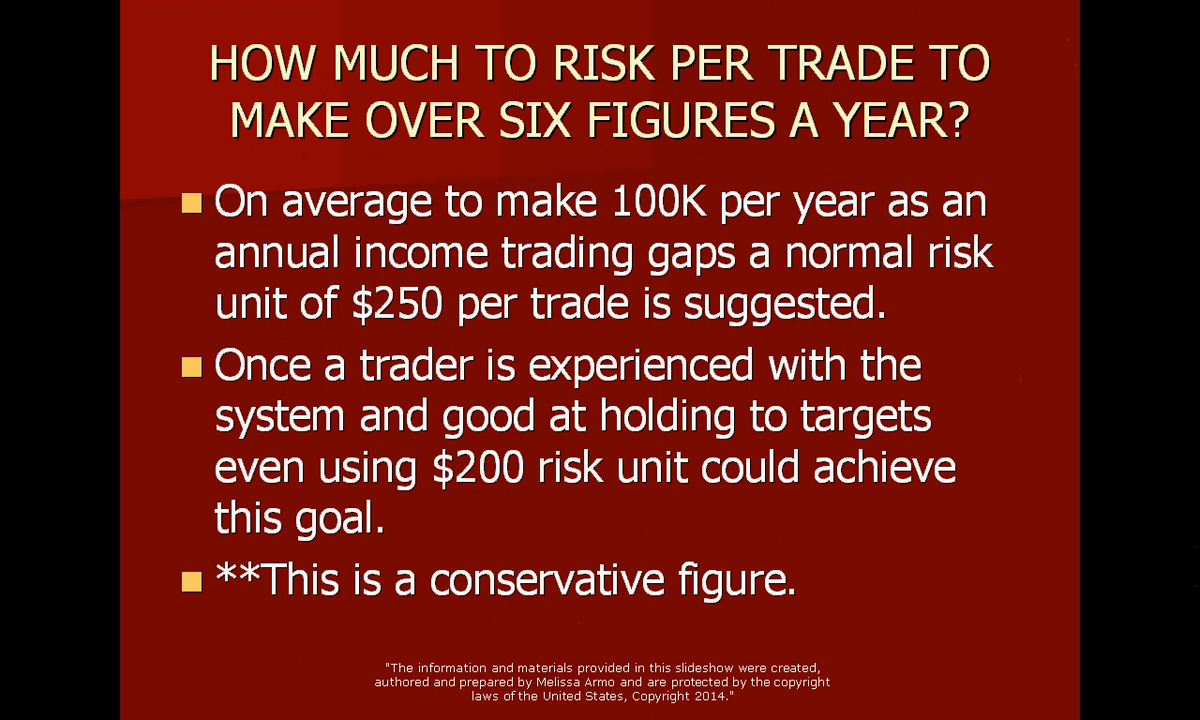 HOW MUCH TO RISK PER TRADE TO
MAKE OVER SIX FIGURES A YEAR?
On average to make 100K per year as an
annual income trading gaps a normal risk
unit of $250 per trade is suggested.
Once a trader is experienced with the
system and good at holding to targets
even using $200 risk unit could achieve
this goal.
**This is a conservative figure.
"The information and materials provided in this slideshow were created,
authored and prepared by Melissa Armo and are protected by the copyright
laws of the United States, Copyright 2014."